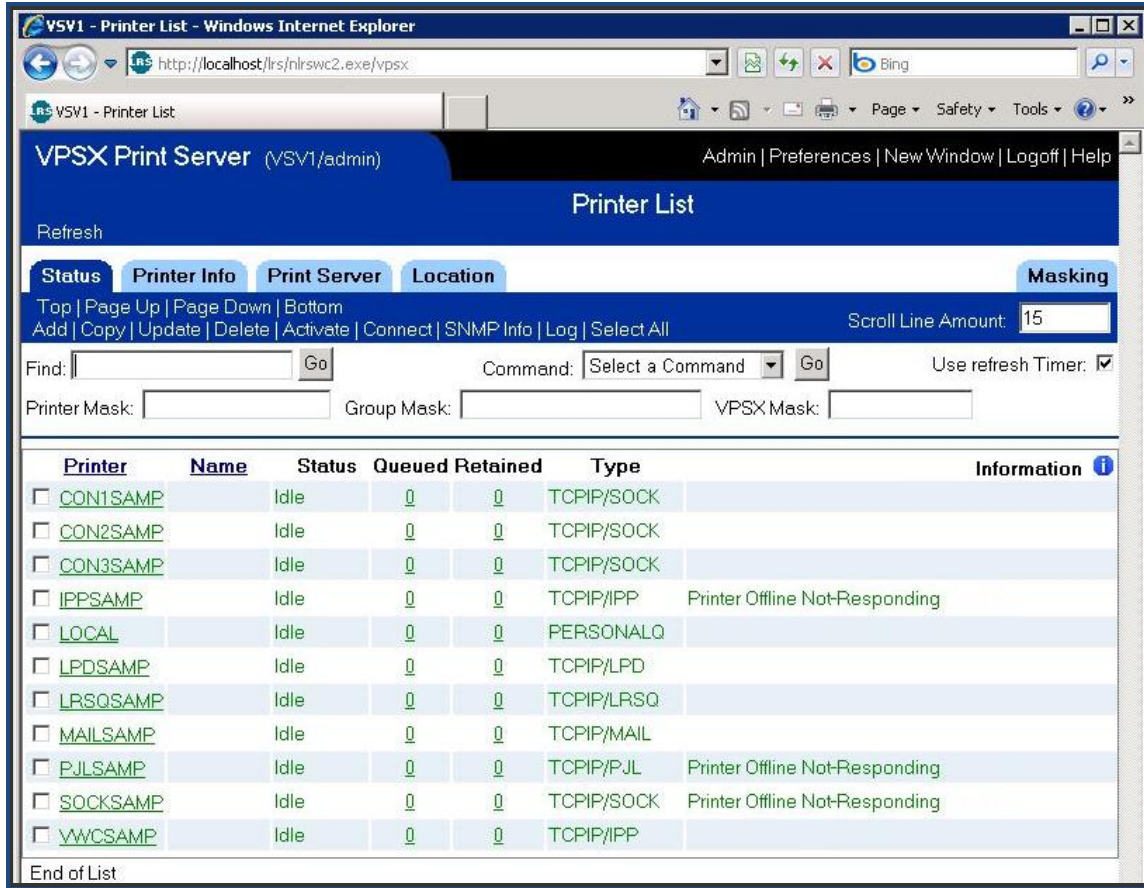 VSV1 - Printer List - Windows Internet Explorer
http://localhost/lrs/nlrswc2.exe/vpsx
Bing
LRS VSV1 - Printer List
Page Safety Tools »
VPSX Print Server (VSV1/admin)
Admin | Preferences | New Window | Logoff | Help
Printer List
Refresh
Status Printer Info Print Server Location Masking
Top | Page Up | Page Down | Bottom
Add | Copy | Update | Delete | Activate | Connect | SNMP Info | Log | Select All
Scroll Line Amount: 15
Find: Go Command: Select a Command Go Use refresh Timer:
Printer Mask: Group Mask: VPSX Mask:
Printer Name Status Queued Retained Type Information
CON1SAMP Idle 0 0 TCPIP/SOCK
CON2SAMP Idle 0 0 TCPIP/SOCK
CON3SAMP Idle 0 0 TCPIP/SOCK
IPPSAMP Idle 0 0 TCPIP/IPP Printer Offline Not-Responding
LOCAL Idle 0 0 PERSONALQ
LPDSAMP Idle 0 0 TCPIP/LPD
LRSQSAMP Idle 0 0 TCPIP/LRSQ
MAILSAMP Idle 0 0 TCPIP/MAIL
PJLSAMP Idle 0 0 TCPIP/PJL Printer Offline Not-Responding
SOCKSAMP Idle 0 0 TCPIP/SOCK Printer Offline Not-Responding
VWCSAMP Idle 0 0 TCPIP/IPP
End of List